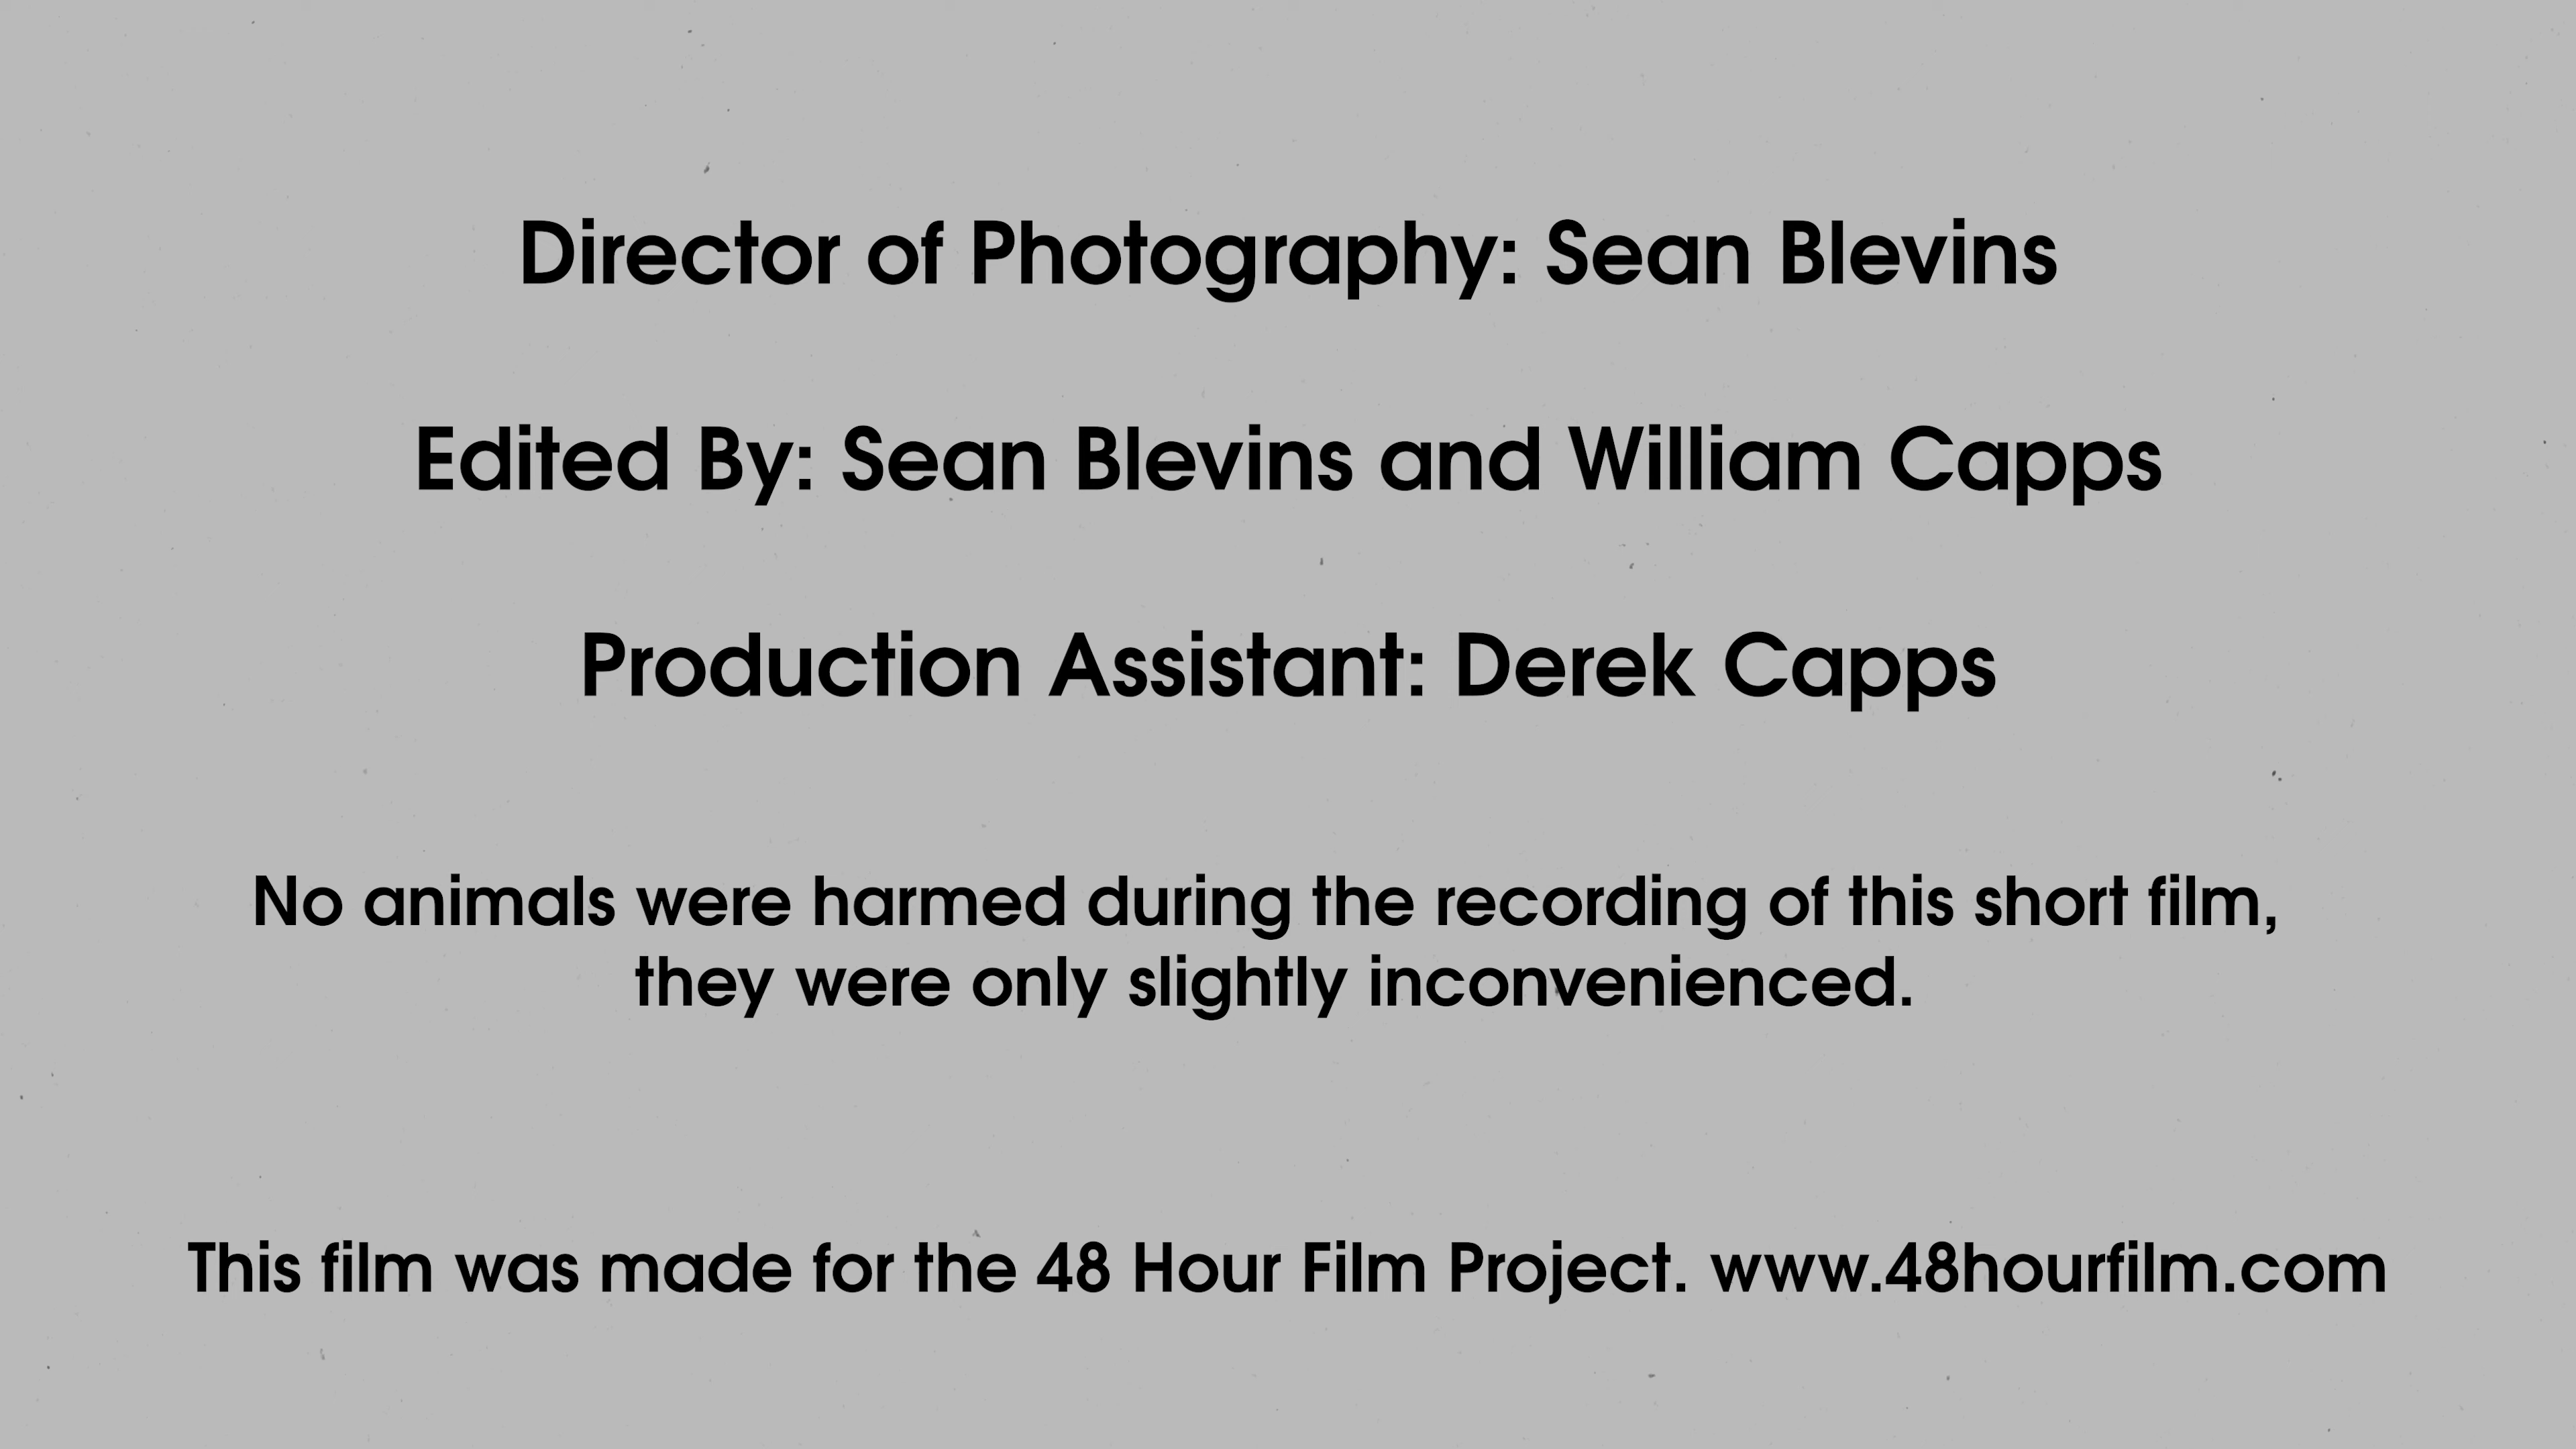 Director of Photography: Sean Blevins
Edited By: Sean Blevins and William Capps
Production Assistant: Derek Capps
No animals were harmed during the recording of this short film,
they were only slightly inconvenienced.
This film was made for the 48 Hour Film Project. www.48hourfilm.com